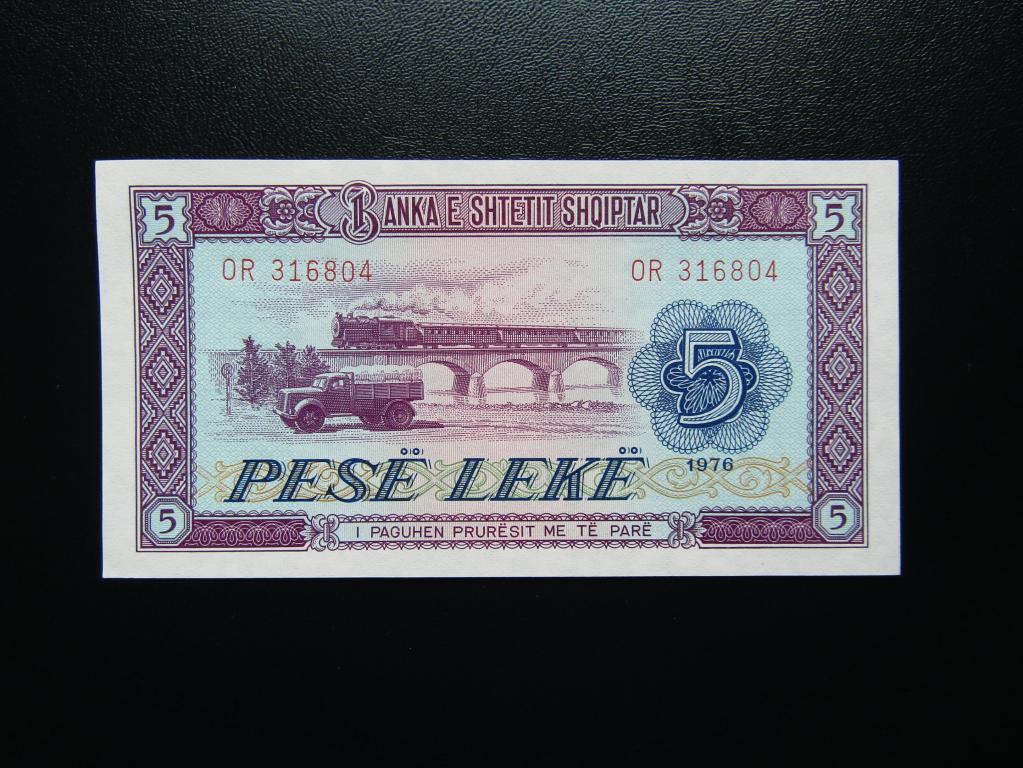 5 BANKA E SHTETIT SHQIPTAR 5
OR 316804 OR 316804
5
PESË LEKË 1976
5 I PAGUHEN PRURËSIT ME TË PARË 5